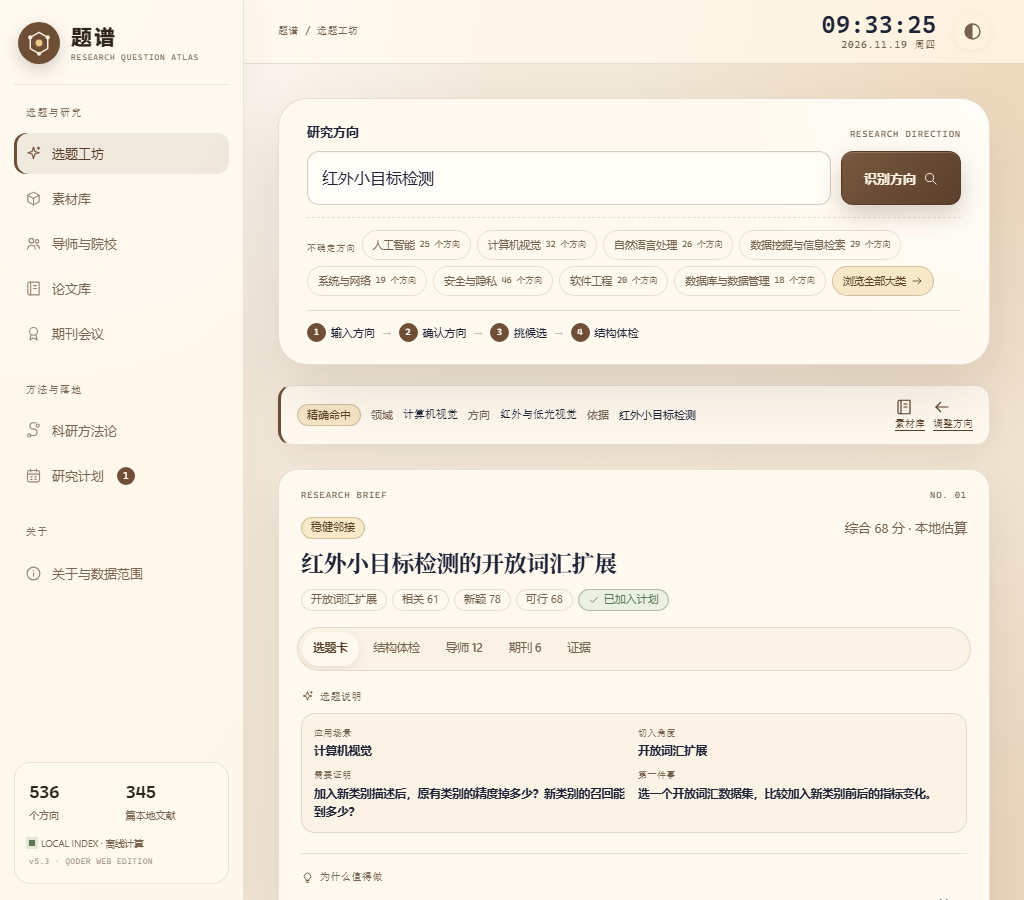 题谱
RESEARCH QUESTION ATLAS
选题与研究
选题工坊
素材库
导师与院校
论文库
期刊会议
方法与落地
科研方法论
研究计划 1
关于
关于与数据范围
536
个方向
345
篇本地文献
LOCAL INDEX · 离线计算
v5.3 · QODER WEB EDITION
题谱 / 选题工坊
09:33:25
2026.11.19 周四
研究方向
RESEARCH DIRECTION
红外小目标检测
识别方向
不确定方向 人工智能 25 个方向 计算机视觉 32 个方向 自然语言处理 26 个方向 数据挖掘与信息检索 29 个方向
系统与网络 19 个方向 安全与隐私 46 个方向 软件工程 20 个方向 数据库与数据管理 18 个方向 浏览全部大类 →
1 输入方向 → 2 确认方向 → 3 挑候选 → 4 结构体检
精确命中 领域 计算机视觉 方向 红外与低光视觉 依据 红外小目标检测
素材库
← 调整方向
RESEARCH BRIEF
NO. 01
稳健邻接
综合 68 分 · 本地估算
红外小目标检测的开放词汇扩展
开放词汇扩展 相关 61 新颖 78 可行 68 ✓ 已加入计划
选题卡 结构体检 导师 12 期刊 6 证据
选题说明
应用场景
计算机视觉
切入角度
开放词汇扩展
需要证明
加入新类别描述后，原有类别的精度掉多少？新类别的召回能
到多少？
第一件事
选一个开放词汇数据集，比较加入新类别前后的指标变化。
为什么值得做